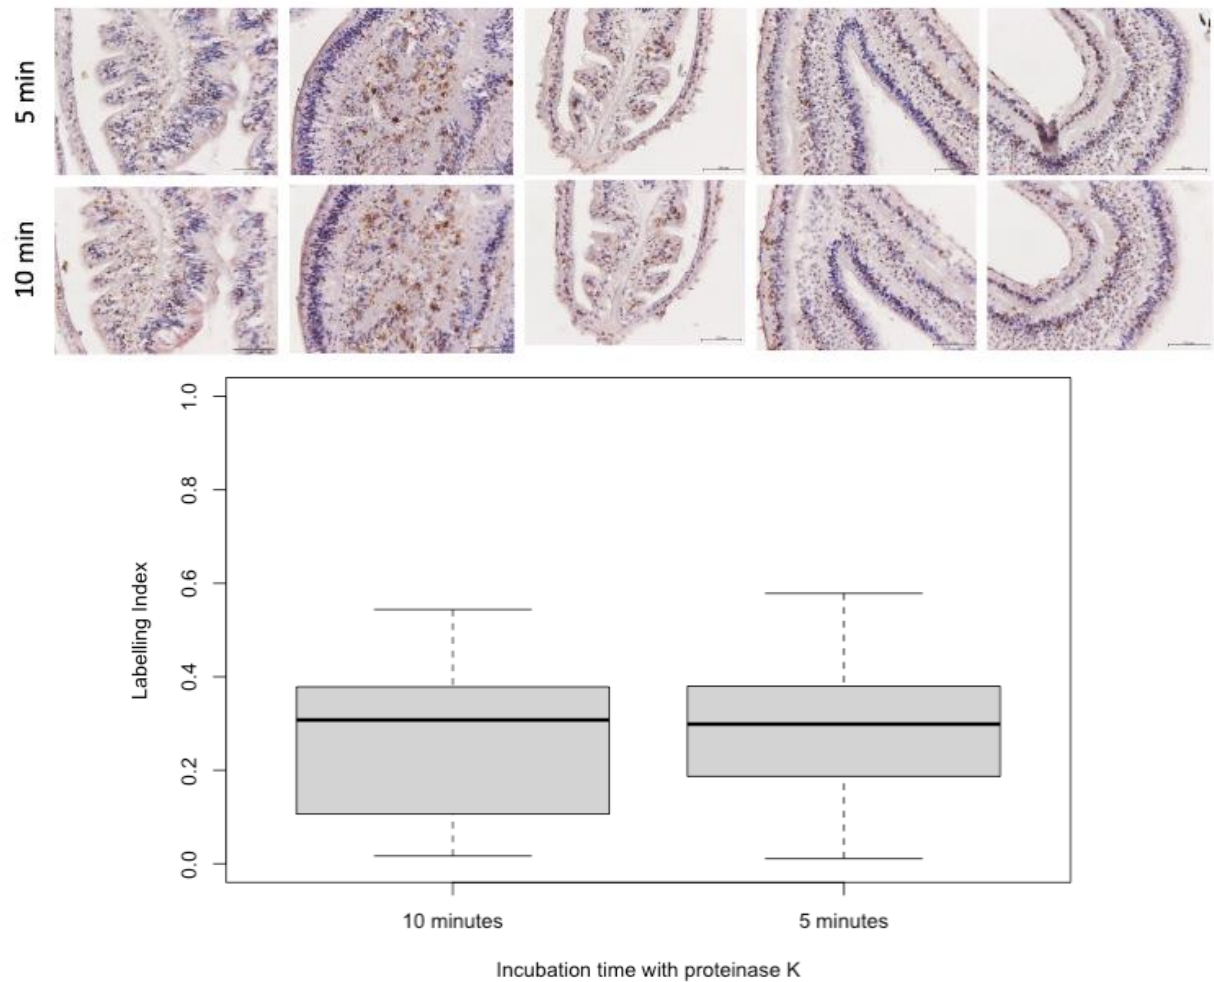 5 min
10 min
1.0
0.8
0.6
0.4
0.2
0.0
Labelling Index
10 minutes
5 minutes
Incubation time with proteinase K